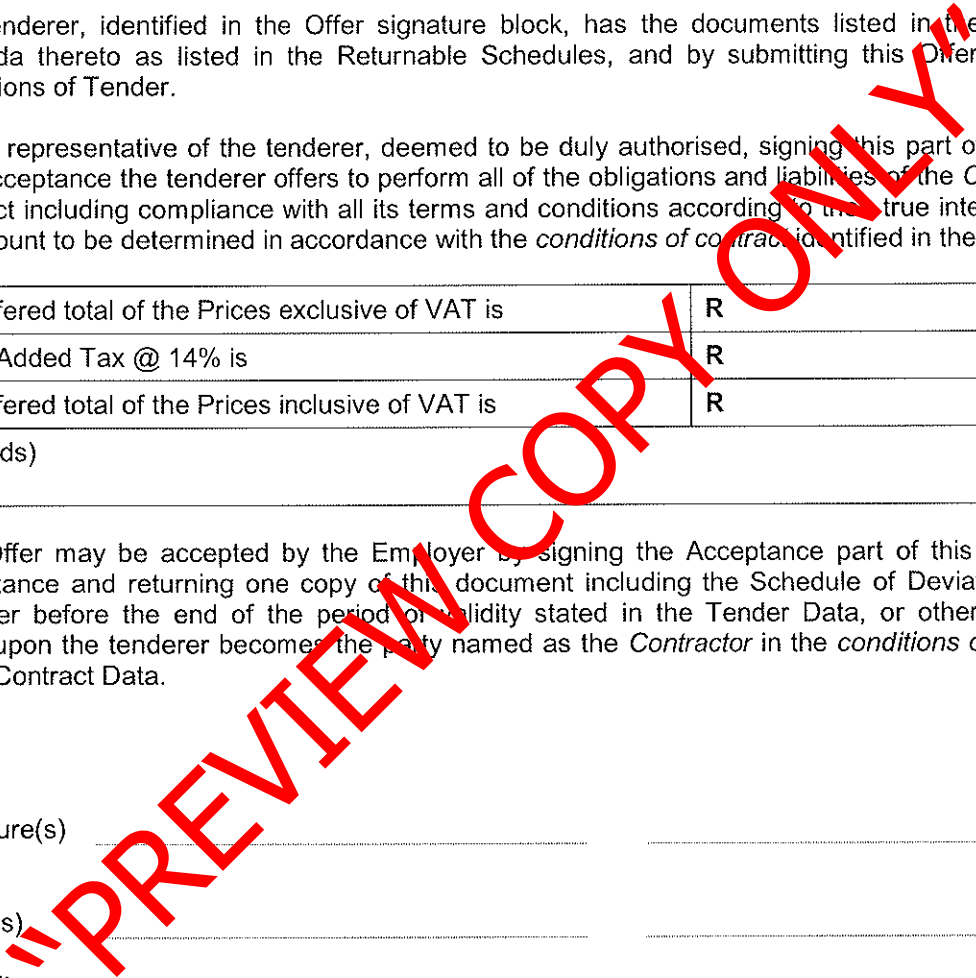 enderer, identified in the Offer signature block, has the documents listed in the
da thereto as listed in the Returnable Schedules, and by submitting this Offer
ions of Tender.
representative of the tenderer, deemed to be duly authorised, signing this part o
cceptance the tenderer offers to perform all of the obligations and liabilities of the C
ct including compliance with all its terms and conditions according to their true inte
ount to be determined in accordance with the conditions of contract identified in the
fered total of the Prices exclusive of VAT is R
Added Tax @ 14% is R
fered total of the Prices inclusive of VAT is R
ds)
Offer may be accepted by the Employer by signing the Acceptance part of this
tance and returning one copy of this document including the Schedule of Devia
er before the end of the period of validity stated in the Tender Data, or other
upon the tenderer becomes the party named as the Contractor in the conditions o
Contract Data.
ure(s)
s)
"PREVIEW COPY ONLY"